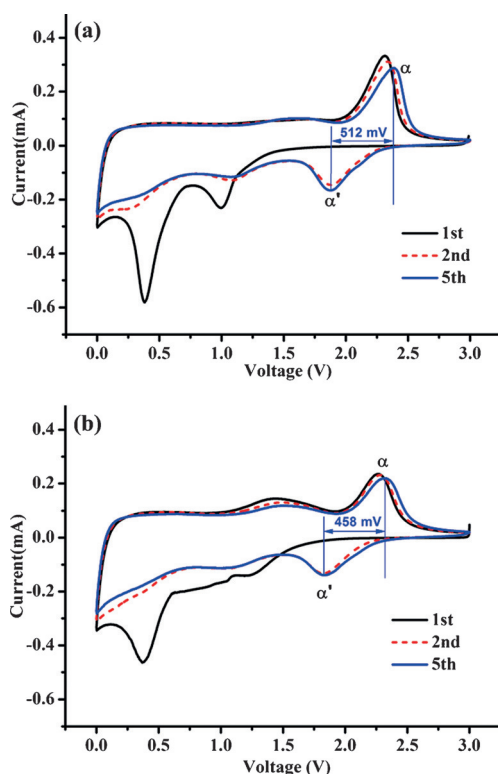 (a)
0.4
0.2
0.0
-0.2
-0.4
-0.6
Current(mA)
α
512 mV
α'
1st
2nd
5th
0.0 0.5 1.0 1.5 2.0 2.5 3.0
Voltage (V)
(b)
0.4
0.2
0.0
-0.2
-0.4
-0.6
Current(mA)
α
458 mV
α'
1st
2nd
5th
0.0 0.5 1.0 1.5 2.0 2.5 3.0
Voltage (V)